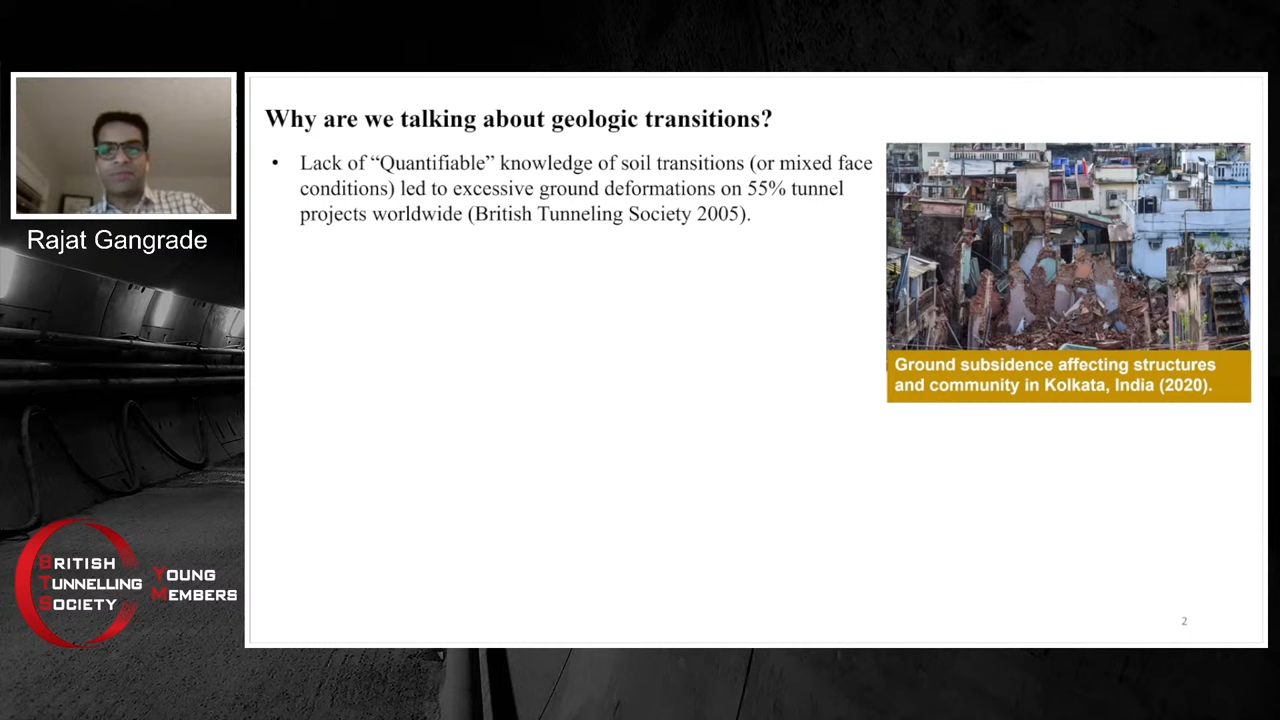 Why are we talking about geologic transitions?
• Lack of “Quantifiable” knowledge of soil transitions (or mixed face
conditions) led to excessive ground deformations on 55% tunnel
projects worldwide (British Tunneling Society 2005).
Ground subsidence affecting structures
and community in Kolkata, India (2020).
2
Rajat Gangrade
BRITISH
TUNNELLING
SOCIETY
YOUNG
MEMBERS